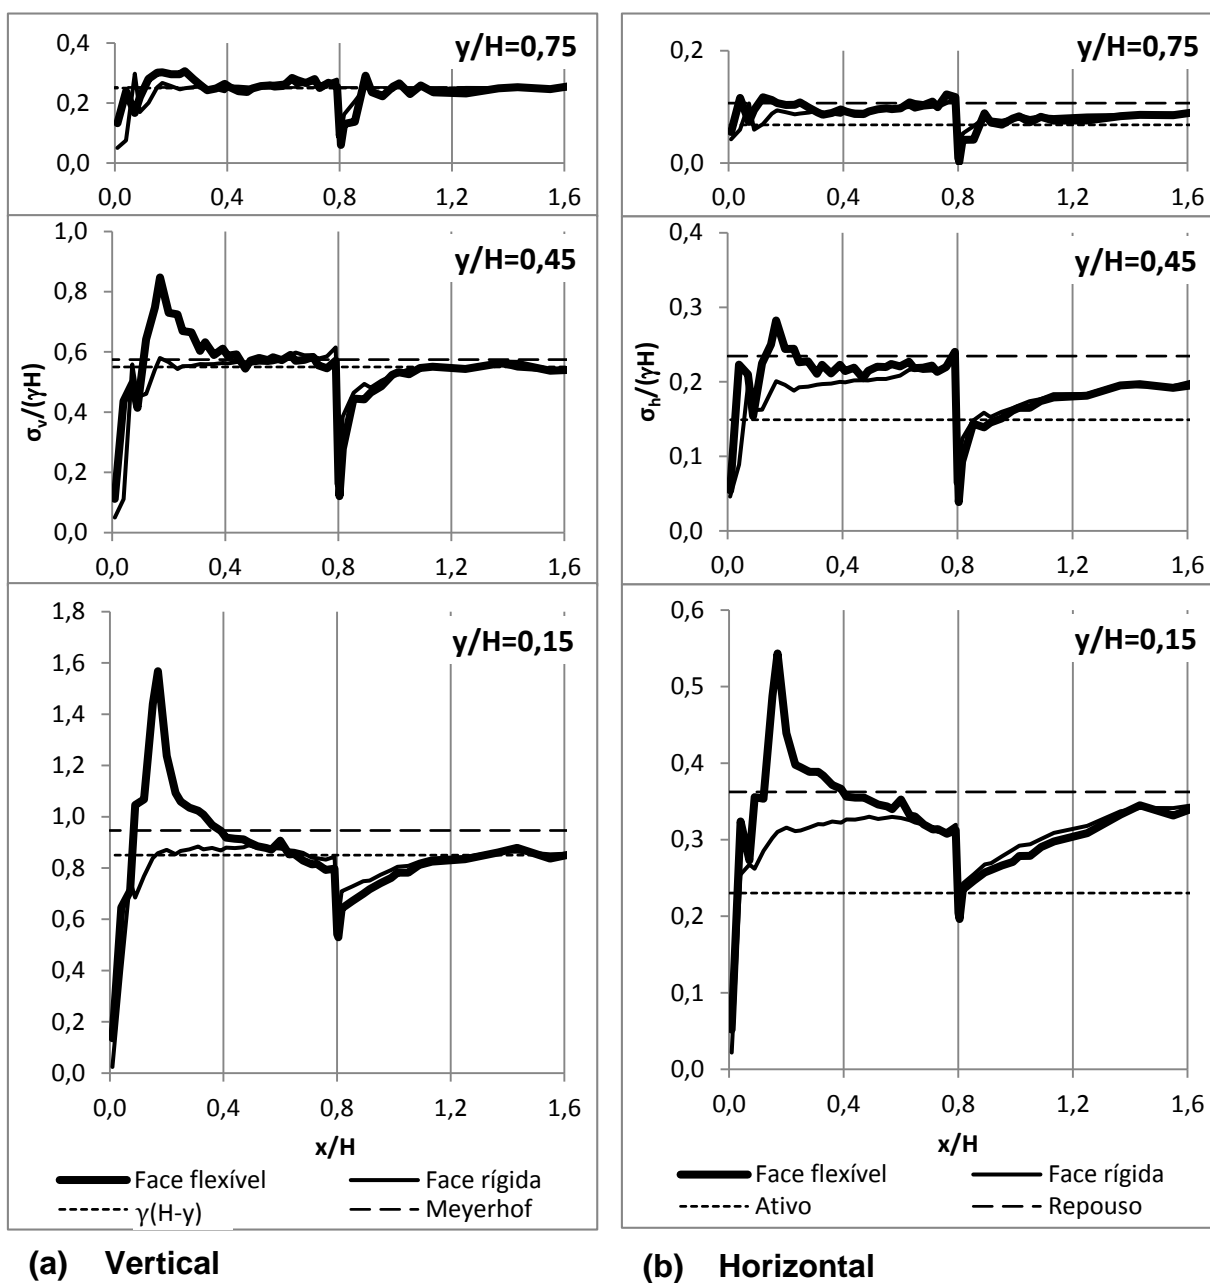 y/H=0,75
0,4
0,2
0,0
0,0 0,4 0,8 1,2 1,6
y/H=0,45
1,0
0,8
0,6
0,4
0,2
0,0
σv/(γH)
0,0 0,4 0,8 1,2 1,6
y/H=0,15
1,8
1,6
1,4
1,2
1,0
0,8
0,6
0,4
0,2
0,0
0,0 0,4 0,8 1,2 1,6
x/H
Face flexível Face rígida
γ(H-y) Meyerhof
(a) Vertical
y/H=0,75
0,2
0,1
0,0
0,0 0,4 0,8 1,2 1,6
y/H=0,45
0,4
0,3
0,2
0,1
0,0
σh/(γH)
0,0 0,4 0,8 1,2 1,6
y/H=0,15
0,6
0,5
0,4
0,3
0,2
0,1
0,0
0,0 0,4 0,8 1,2 1,6
x/H
Face flexível Face rígida
Ativo Repouso
(b) Horizontal